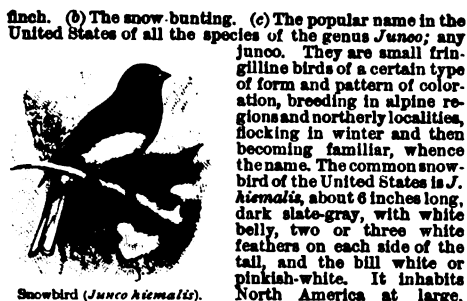 finch. (b) The snow-bunting. (c) The popular name in the
United States of all the species of the genus Junco; any
junco. They are small frin-
gilline birds of a certain type
of form and pattern of color-
ation, breeding in alpine re-
gions and northerly localities,
flocking in winter and then
becoming familiar, whence
the name. The common snow-
bird of the United States is J.
hiemalis, about 6 inches long,
dark slate-gray, with white
belly, two or three white
feathers on each side of the
tail, and the bill white or
pinkish-white. It inhabits
North America at large,
Snowbird (Junco hiemalis).